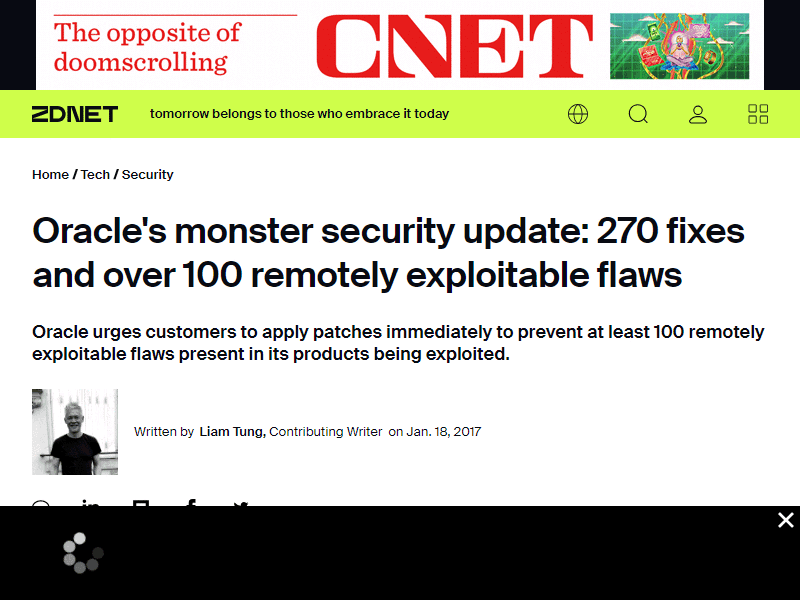 The opposite of
doomscrolling
CNET
ZDNET
tomorrow belongs to those who embrace it today
Home / Tech / Security
Oracle's monster security update: 270 fixes
and over 100 remotely exploitable flaws
Oracle urges customers to apply patches immediately to prevent at least 100 remotely
exploitable flaws present in its products being exploited.
Written by Liam Tung, Contributing Writer on Jan. 18, 2017